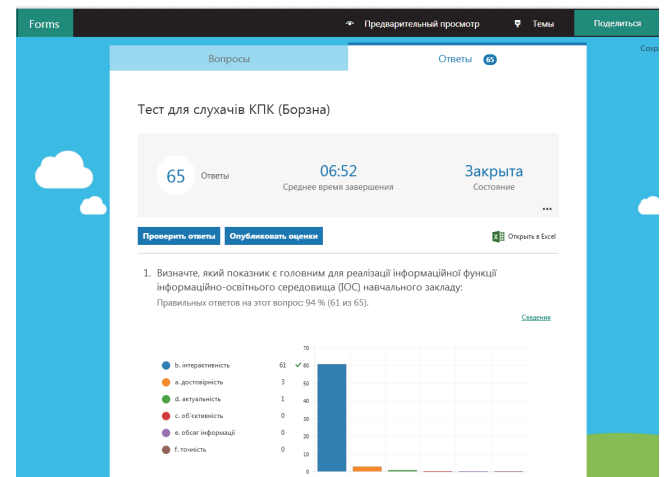 Forms
Предварительный просмотр
Темы
Поделиться
Сохра
Вопросы
Ответы 65
Тест для слухачів КПК (Борзна)
65 Ответы
06:52
Среднее время завершения
Закрыта
Состояние
Проверить ответы
Опубликовать оценки
Открыть в Excel
1. Визначте, який показник є головним для реалізації інформаційної функції
інформаційно-освітнього середовища (ІОС) навчального закладу:
Правильных ответов на этот вопрос: 94 % (61 из 65).
Сведения
b. інтерактивність 61
a. достовірність 3
d. актуальність 1
c. об'єктивність 0
e. обсяг інформації 0
f. точність 0
70
60
50
40
30
20
10
0